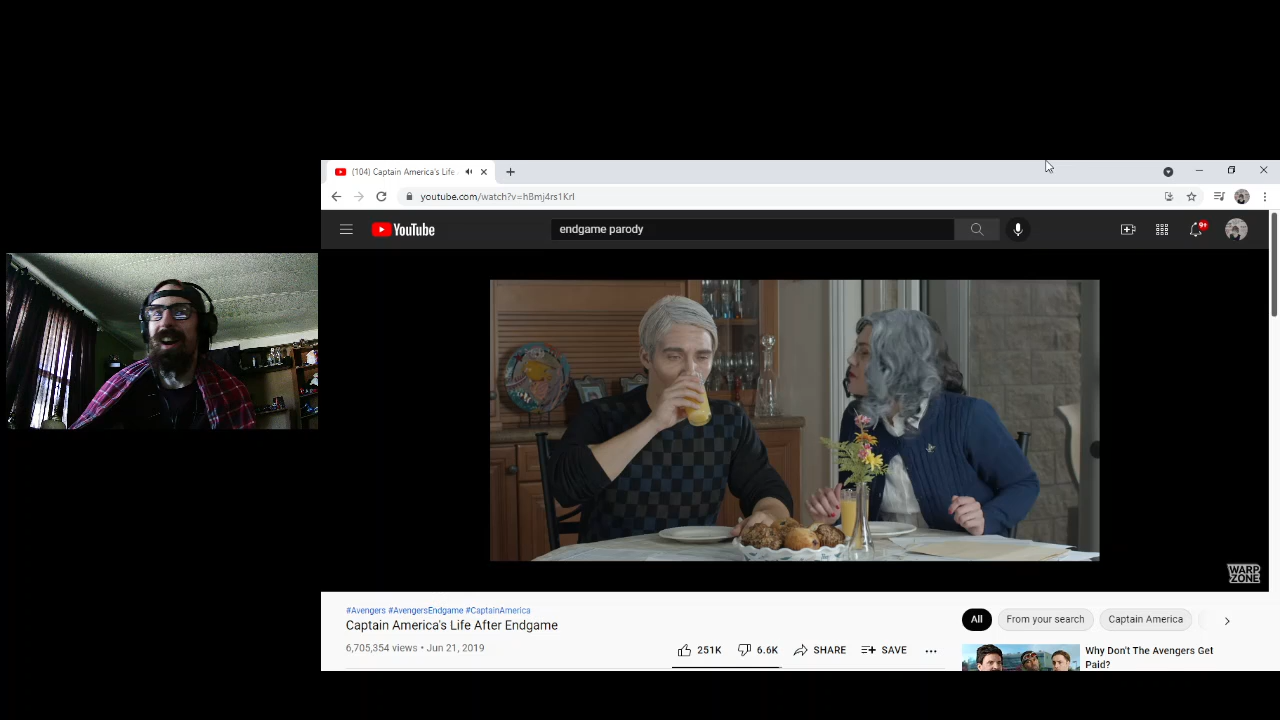 (104) Captain America's Life
youtube.com/watch?v=hBmj4rs1KrI
YouTube
endgame parody
9+
WARP
ZONE
#Avengers #AvengersEndgame #CaptainAmerica
Captain America's Life After Endgame
6,705,354 views • Jun 21, 2019
251K
6.6K
SHARE
SAVE
All
From your search
Captain America
Why Don't The Avengers Get
Paid?